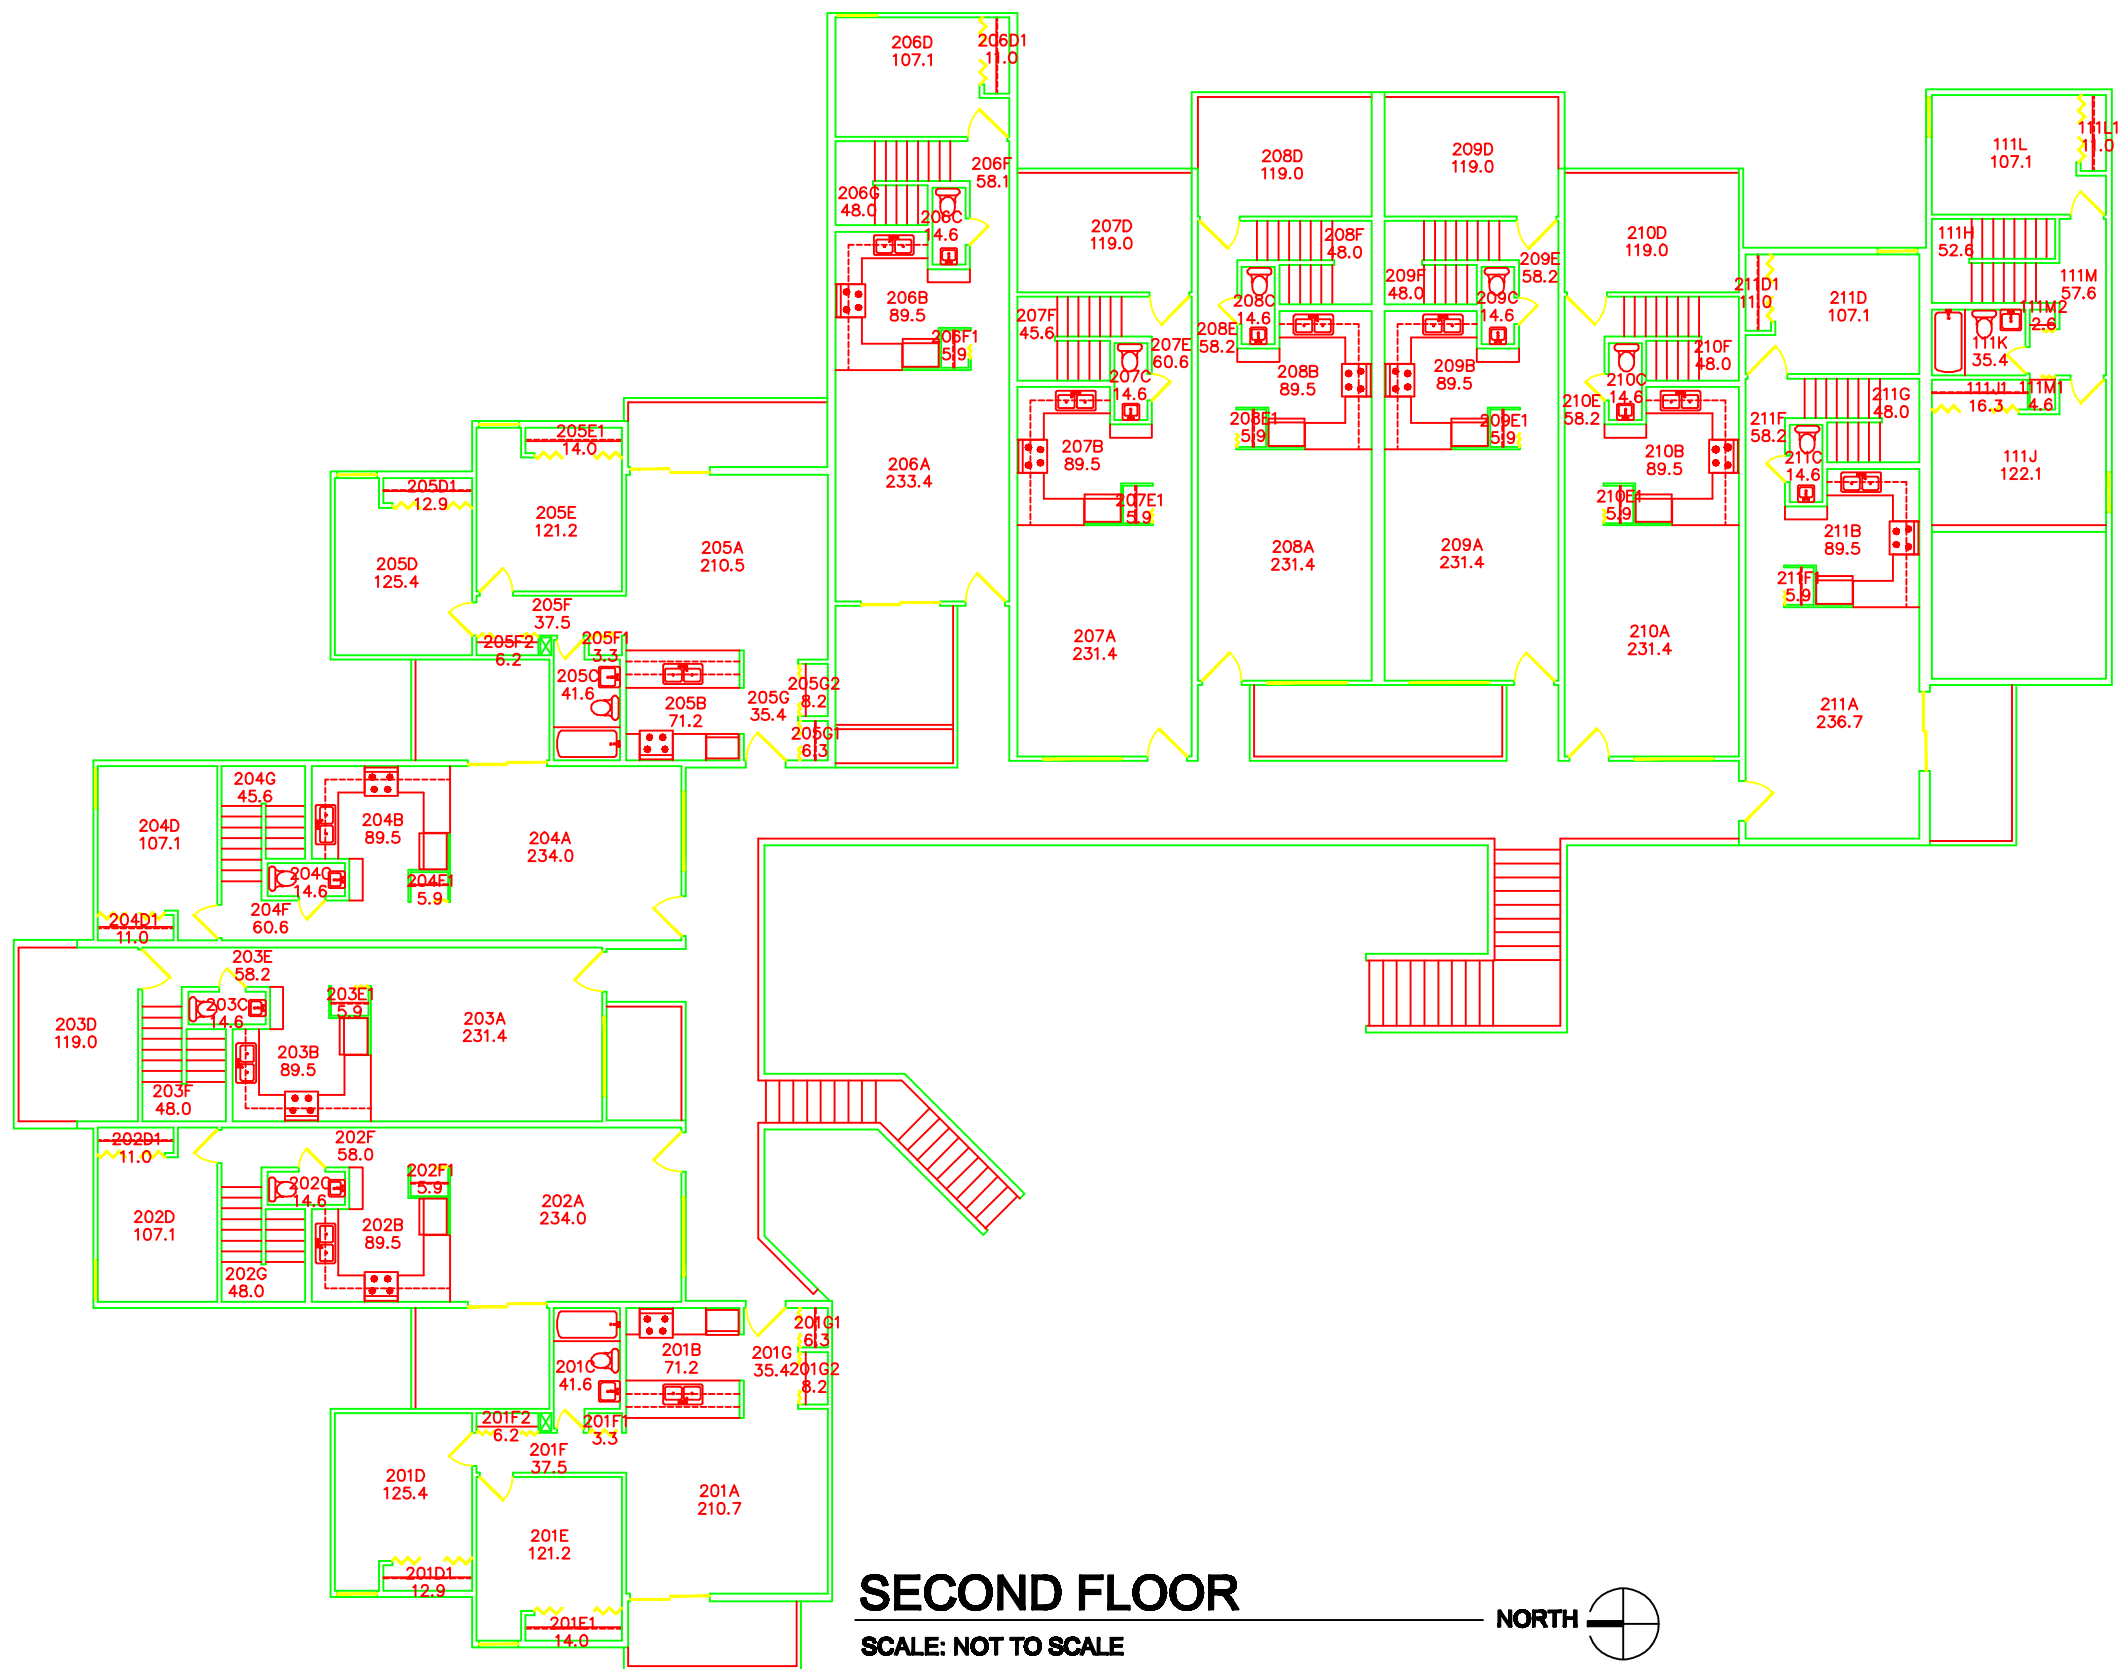 206D
107.1
206D1
11.0
206F
58.1
206G
48.0
206C
14.6
206B
89.5
206F1
5.9
206A
233.4
207D
119.0
207F
45.6
207E
60.6
207C
14.6
207B
89.5
207E1
5.9
207A
231.4
208D
119.0
208F
48.0
208C
14.6
208E
58.2
208B
89.5
208E1
5.9
208A
231.4
209D
119.0
209E
58.2
209F
48.0
209C
14.6
209B
89.5
209E1
5.9
209A
231.4
210D
119.0
210F
48.0
210C
14.6
210E
58.2
210B
89.5
210E1
5.9
210A
231.4
211D1
11.0
211D
107.1
211G
48.0
211F
58.2
211C
14.6
211B
89.5
211F1
5.9
211A
236.7
111L
107.1
111L1
11.0
111H
52.6
111M
57.6
111M2
2.6
111K
35.4
111J1
16.3
111M1
4.6
111J
122.1
205E1
14.0
205D1
12.9
205E
121.2
205D
125.4
205A
210.5
205F
37.5
205F2
6.2
205F1
3.3
205C
41.6
205B
71.2
205G
35.4
205G2
8.2
205G1
6.3
204G
45.6
204D
107.1
204B
89.5
204A
234.0
204C
14.6
204F1
5.9
204F
60.6
204D1
11.0
203E
58.2
203C
14.6
203E1
5.9
203D
119.0
203A
231.4
203B
89.5
203F
48.0
202D1
11.0
202F
58.0
202F1
5.9
202C
14.6
202D
107.1
202B
89.5
202A
234.0
202G
48.0
201G1
6.3
201B
71.2
201G
35.4
201C
41.6
201G2
8.2
201F2
6.2
201F1
3.3
201F
37.5
201D
125.4
201A
210.7
201E
121.2
201D1
12.9
201E1
14.0
SECOND FLOOR
NORTH
SCALE: NOT TO SCALE